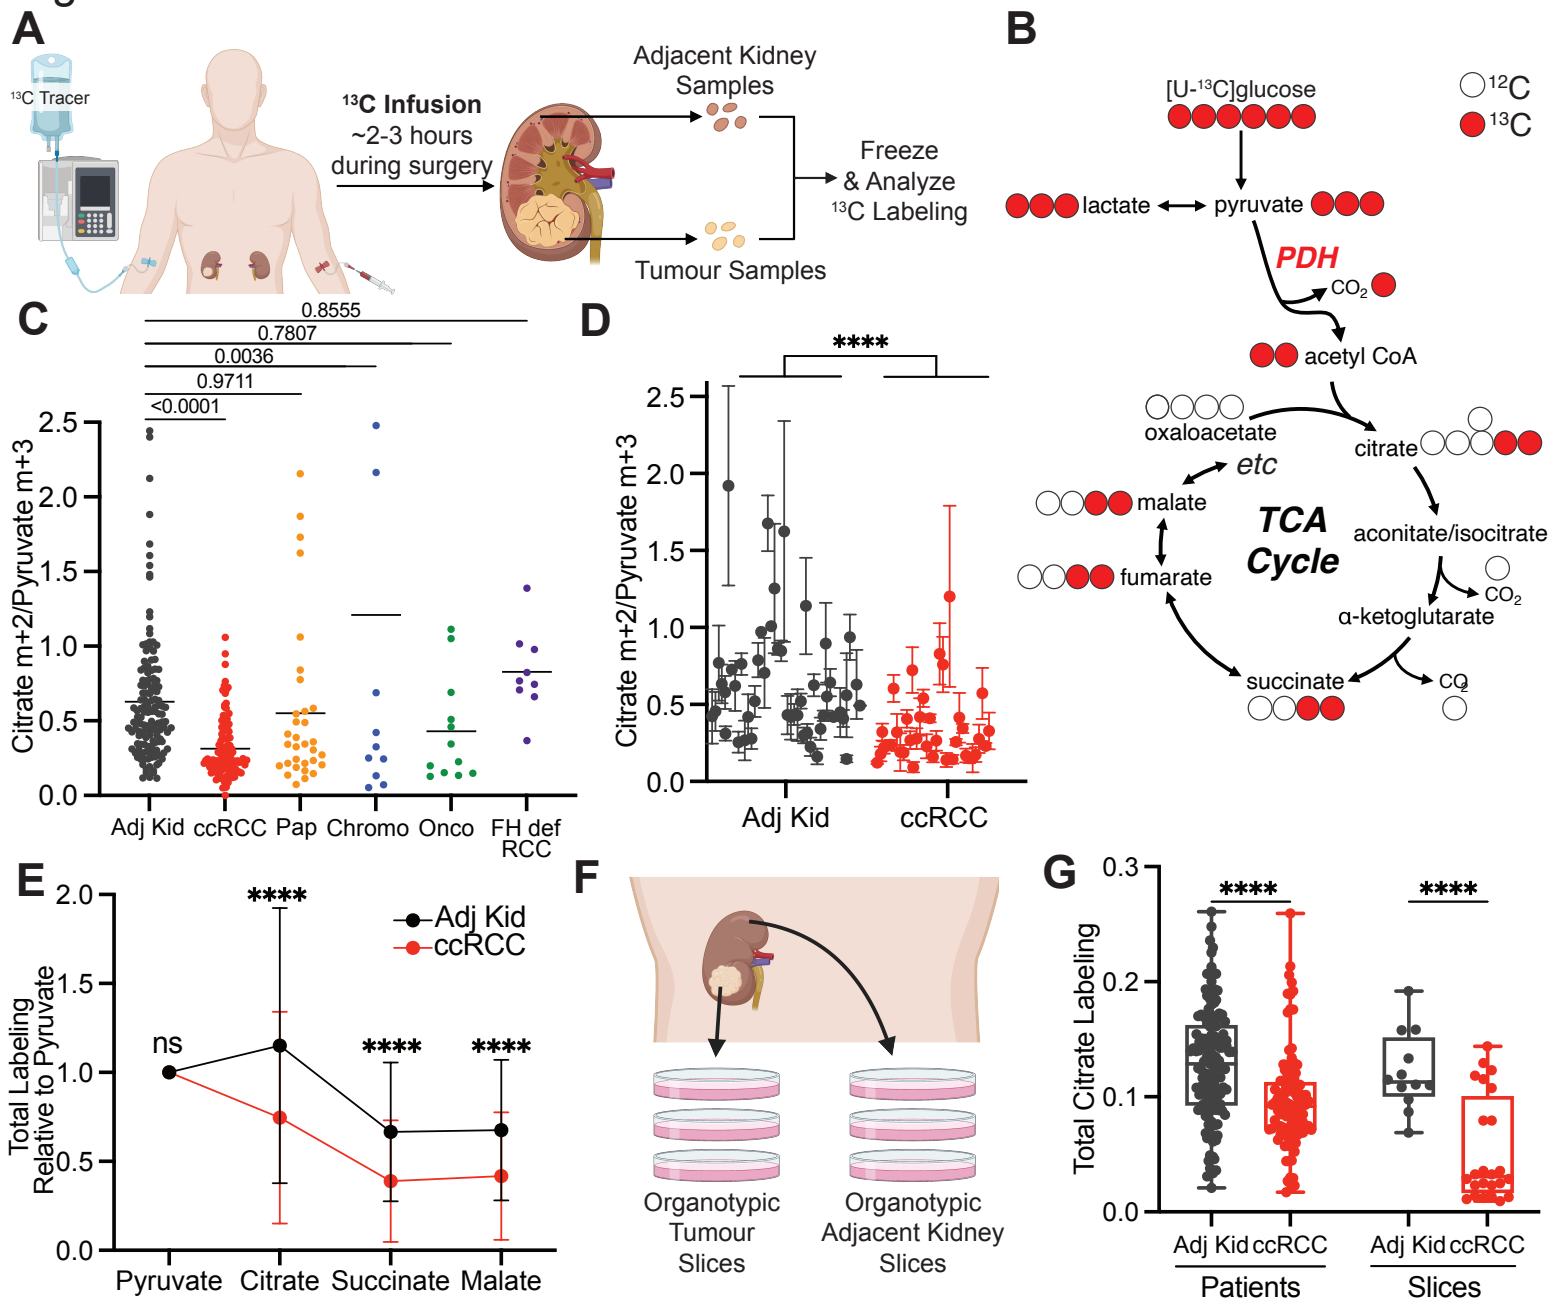 A
¹³C Tracer
¹³C Infusion
~2-3 hours
during surgery
Adjacent Kidney
Samples
Tumour Samples
Freeze
& Analyze
¹³C Labeling
B
[U-¹³C]glucose
¹²C
¹³C
lactate
pyruvate
PDH
CO₂
acetyl CoA
oxaloacetate
etc
citrate
malate
TCA
Cycle
aconitate/isocitrate
fumarate
CO₂
α-ketoglutarate
succinate
CO₂
C
0.8555
0.7807
0.0036
0.9711
<0.0001
Citrate m+2/Pyruvate m+3
2.5
2.0
1.5
1.0
0.5
0.0
Adj Kid
ccRCC
Pap
Chromo
Onco
FH def
RCC
D
****
Citrate m+2/Pyruvate m+3
2.5
2.0
1.5
1.0
0.5
0.0
Adj Kid
ccRCC
E
Total Labeling
Relative to Pyruvate
2.0
1.5
1.0
0.5
0.0
ns
****
****
****
Adj Kid
ccRCC
Pyruvate
Citrate
Succinate
Malate
F
Organotypic
Tumour
Slices
Organotypic
Adjacent Kidney
Slices
G
Total Citrate Labeling
0.3
0.2
0.1
0.0
****
****
Adj Kid
ccRCC
Adj Kid
ccRCC
Patients
Slices